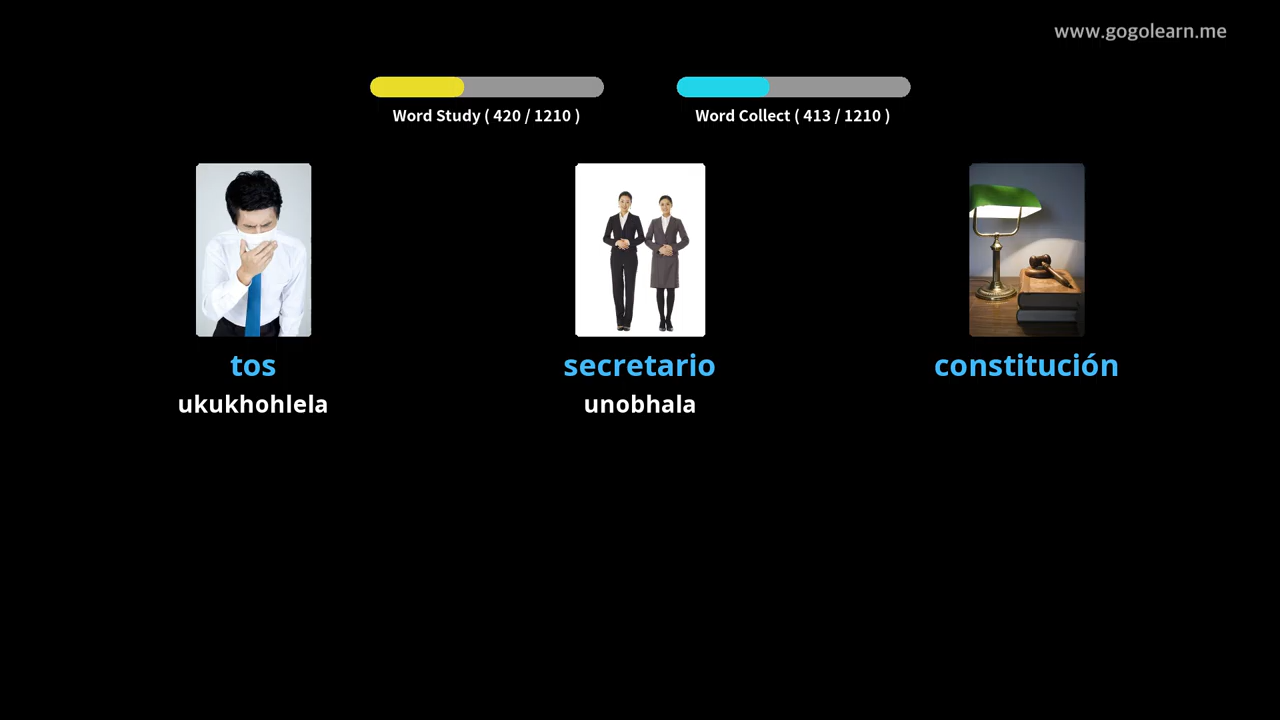 www.gogolearn.me
Word Study ( 420 / 1210 )
Word Collect ( 413 / 1210 )
tos
ukukhohlela
secretario
unobhala
constitución